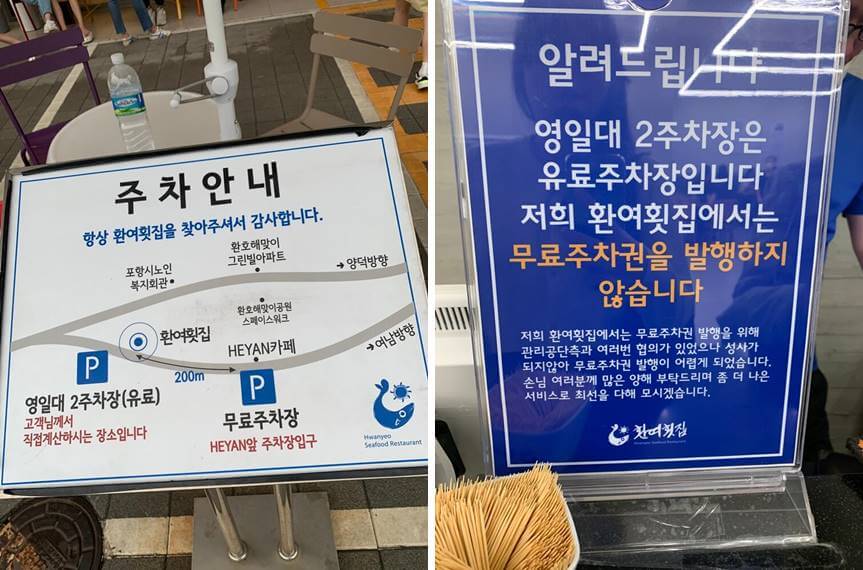 주차안내
항상 환여횟집을 찾아주셔서 감사합니다.
환호해맞이
그린빌아파트
→양덕방향
포항시노인
복지회관
환호해맞이공원
스페이스워크
환여횟집
→여남방향
HEYAN카페
200m
P
P
영일대 2주차장(유료)
고객님께서
직접계산하시는 장소입니다
무료주차장
HEYAN앞 주차장입구
Hwanyeo
Seafood Restaurant
알려드립니다
영일대 2주차장은
유료주차장입니다
저희 환여횟집에서는
무료주차권을 발행하지
않습니다
저희 환여횟집에서는 무료주차권 발행을 위해
관리공단측과 여러번 협의가 있었으나 성사가
되지않아 무료주차권 발행이 어렵게 되었습니다.
손님 여러분께 많은 양해 부탁드리며 좀 더 나은
서비스로 최선을 다해 모시겠습니다.
환여횟집
Hwanyeo Seafood Restaurant